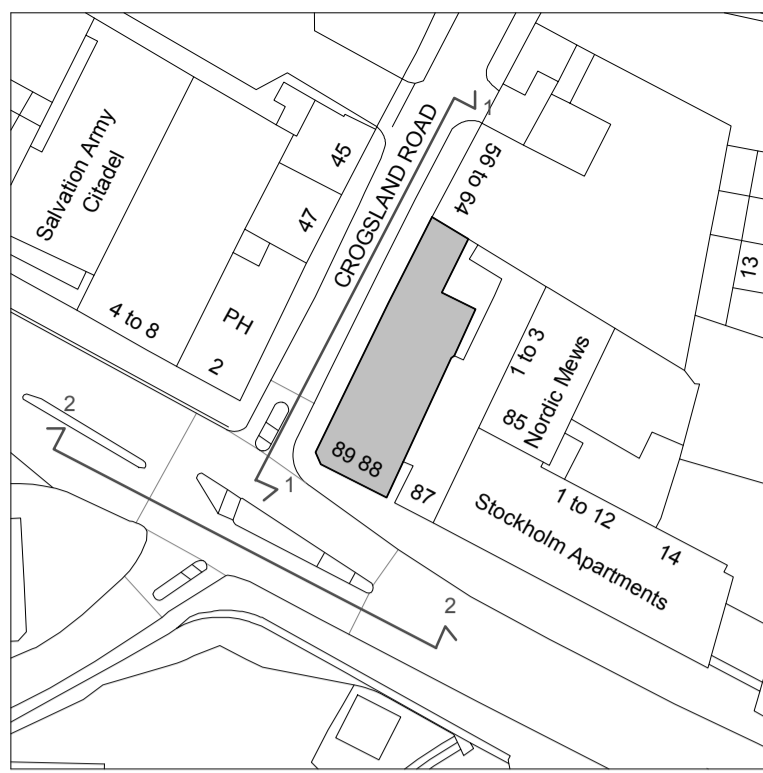 Salvation Army
Citadel
4 to 8
PH
2
47
45
CROGSLAND ROAD
1
56 to 64
13
1 to 3
Nordic Mews
85
89 88
87
1 to 12
14
Stockholm Apartments
2
1
2